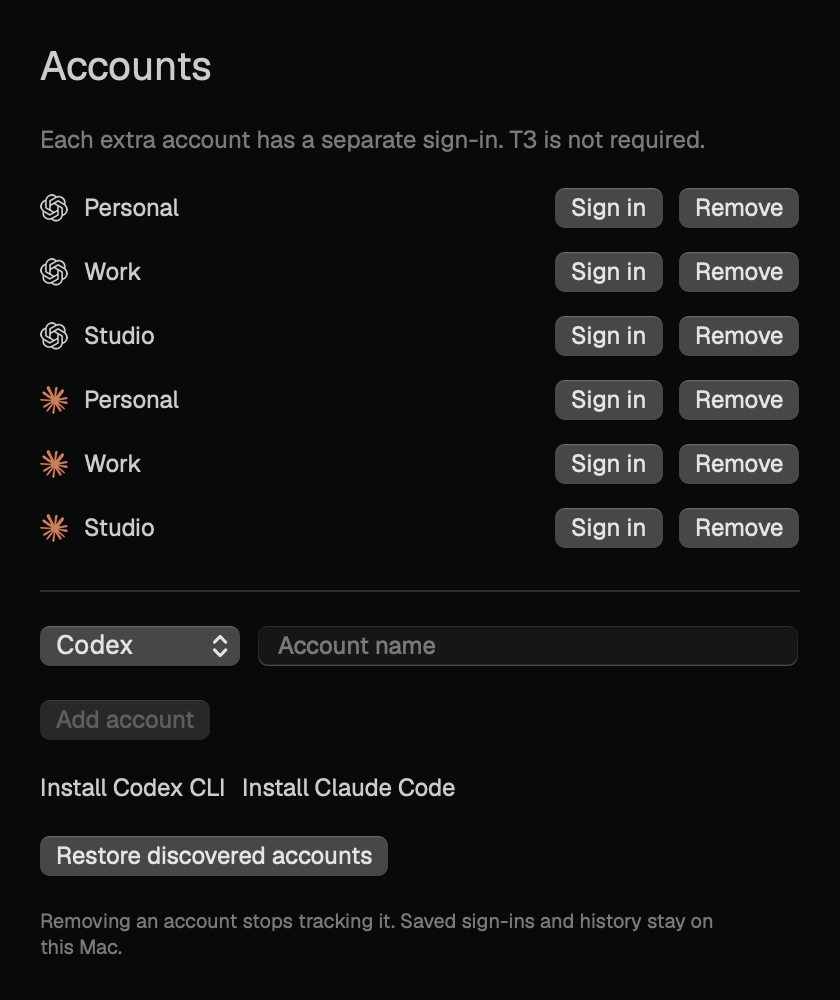 Accounts
Each extra account has a separate sign-in. T3 is not required.
Personal Sign in Remove
Work Sign in Remove
Studio Sign in Remove
Personal Sign in Remove
Work Sign in Remove
Studio Sign in Remove
Codex Account name
Add account
Install Codex CLI Install Claude Code
Restore discovered accounts
Removing an account stops tracking it. Saved sign-ins and history stay on
this Mac.